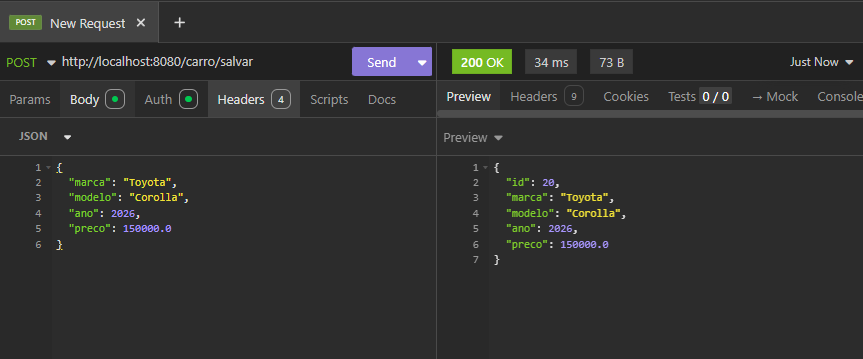 POST New Request ✕ +
POST http://localhost:8080/carro/salvar Send
Params Body Auth Headers 4 Scripts Docs
JSON
1 {
2 "marca": "Toyota",
3 "modelo": "Corolla",
4 "ano": 2026,
5 "preco": 150000.0
6 }
200 OK 34 ms 73 B Just Now
Preview Headers 9 Cookies Tests 0 / 0 → Mock Console
Preview
1 {
2 "id": 20,
3 "marca": "Toyota",
4 "modelo": "Corolla",
5 "ano": 2026,
6 "preco": 150000.0
7 }